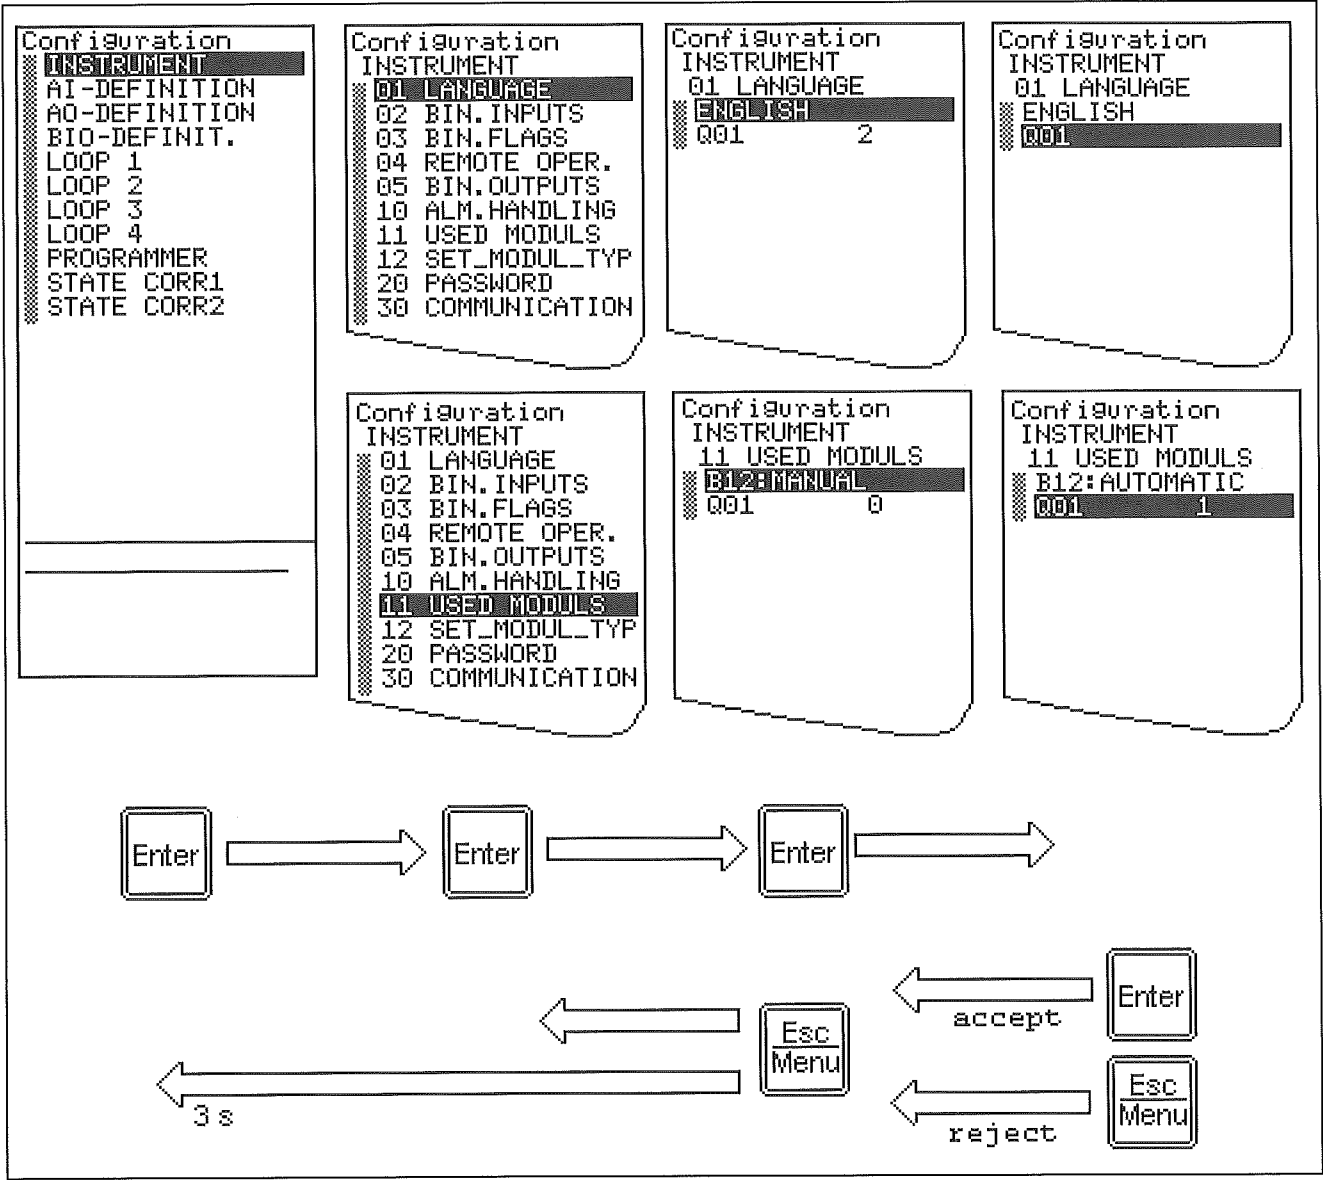 Configuration
INSTRUMENT
AI-DEFINITION
AO-DEFINITION
BIO-DEFINIT.
LOOP 1
LOOP 2
LOOP 3
LOOP 4
PROGRAMMER
STATE CORR1
STATE CORR2
Configuration
INSTRUMENT
01 LANGUAGE
02 BIN.INPUTS
03 BIN.FLAGS
04 REMOTE OPER.
05 BIN.OUTPUTS
10 ALM.HANDLING
11 USED MODULS
12 SET_MODUL_TYP
20 PASSWORD
30 COMMUNICATION
Configuration
INSTRUMENT
01 LANGUAGE
ENGLISH
Q01 2
Configuration
INSTRUMENT
01 LANGUAGE
ENGLISH
Q01
Configuration
INSTRUMENT
01 LANGUAGE
02 BIN.INPUTS
03 BIN.FLAGS
04 REMOTE OPER.
05 BIN.OUTPUTS
10 ALM.HANDLING
11 USED MODULS
12 SET_MODUL_TYP
20 PASSWORD
30 COMMUNICATION
Configuration
INSTRUMENT
11 USED MODULS
B12:MANUAL
Q01 0
Configuration
INSTRUMENT
11 USED MODULS
B12:AUTOMATIC
Q01 1
Enter
Enter
Enter
Enter
accept
Esc
Menu
3 s
Esc
Menu
reject